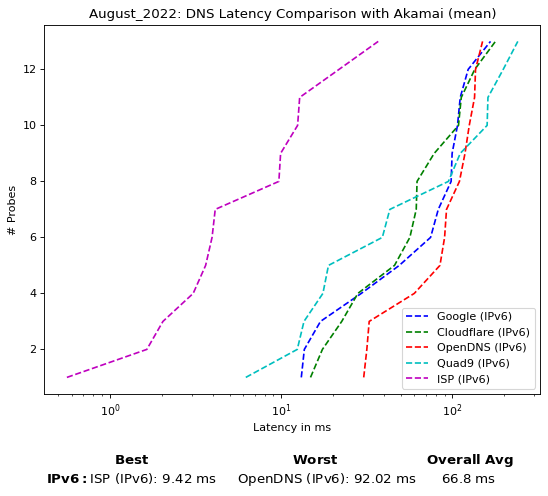 August_2022: DNS Latency Comparison with Akamai (mean)
# Probes
12
10
8
6
4
2
10⁰
10¹
10²
Latency in ms
Google (IPv6)
Cloudflare (IPv6)
OpenDNS (IPv6)
Quad9 (IPv6)
ISP (IPv6)
Best Worst Overall Avg
IPv6: ISP (IPv6): 9.42 ms OpenDNS (IPv6): 92.02 ms 66.8 ms